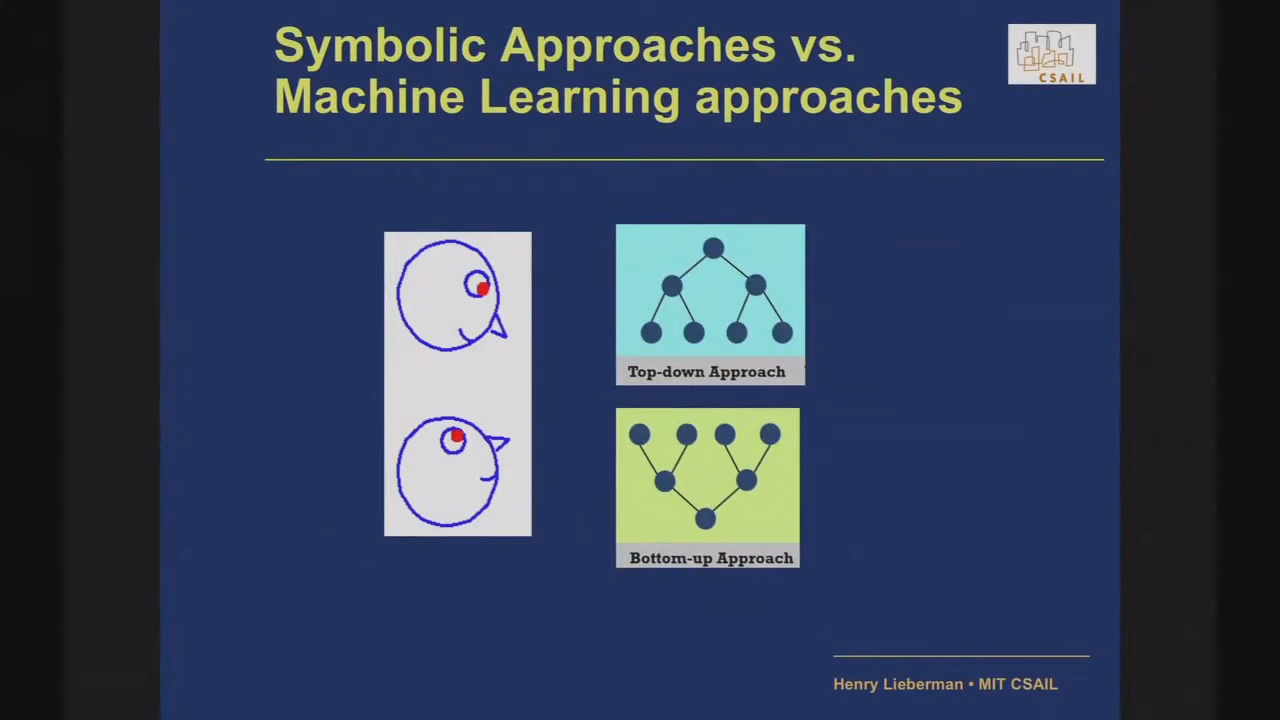 Symbolic Approaches vs.
Machine Learning approaches
CSAIL
Top-down Approach
Bottom-up Approach
Henry Lieberman • MIT CSAIL